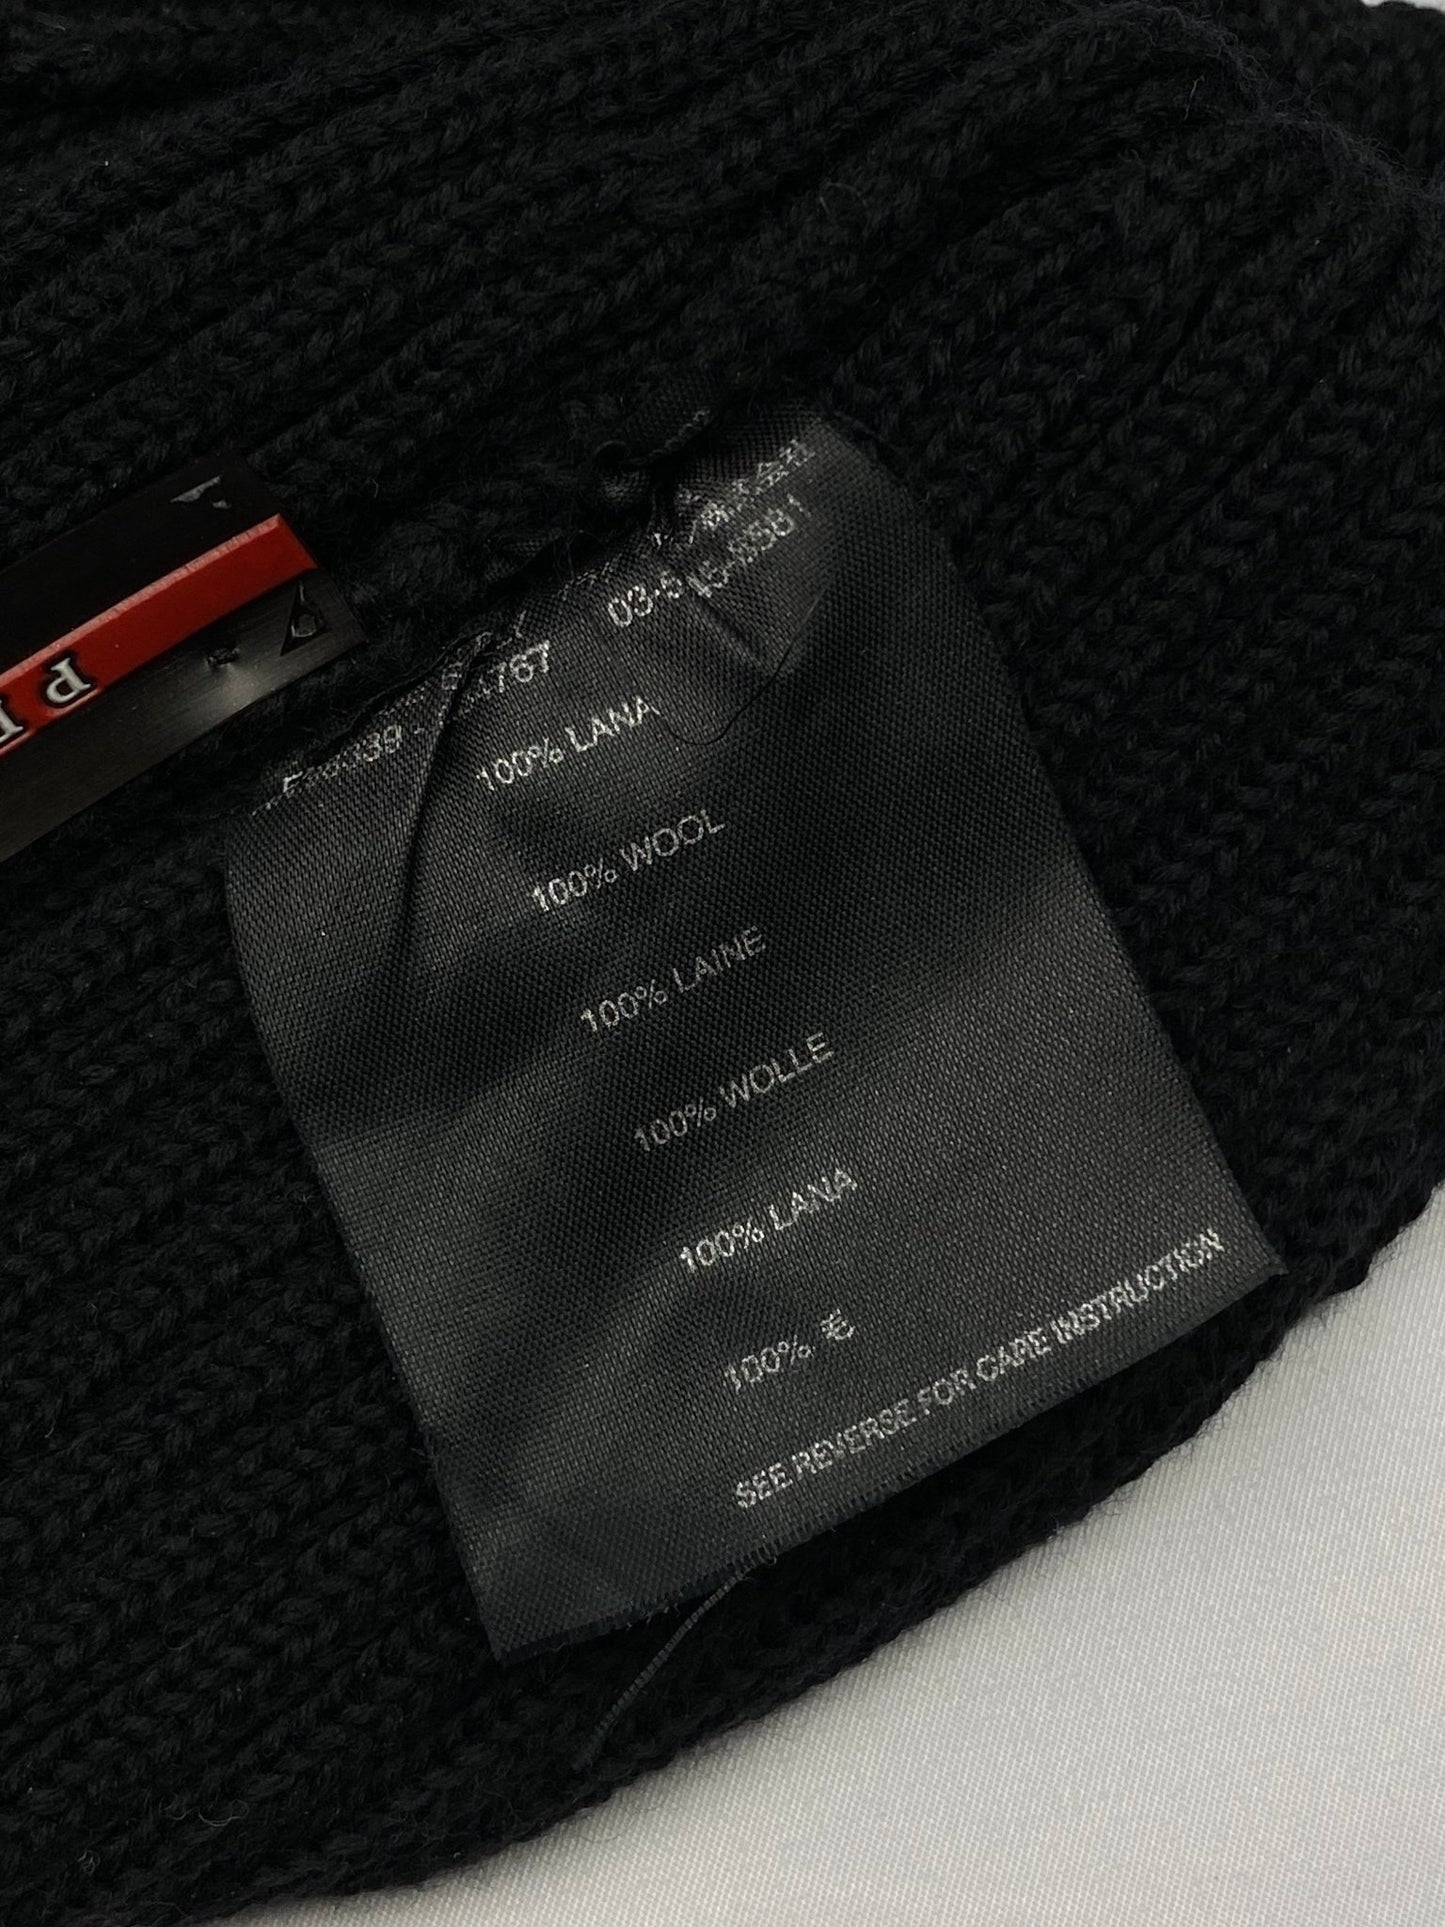 100% LANA
100% WOOL
100% LAINE
100% WOLLE
100% LANA
100% 毛
SEE REVERSE FOR CARE INSTRUCTION